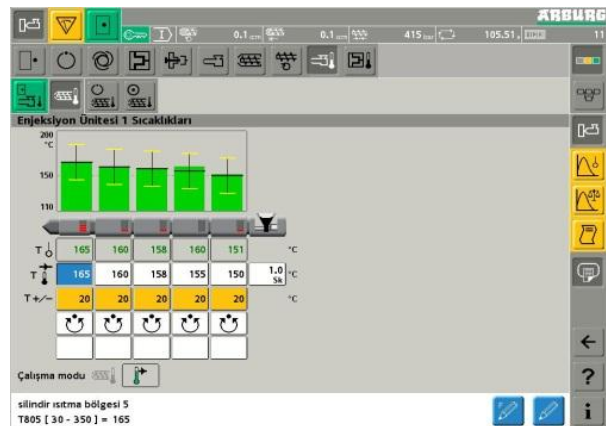 ARBURG
0.1 ccm 0.1 ccm 415 bar 105.51 s 11
Enjeksiyon Ünitesi 1 Sıcaklıkları
200
°C
150
110
T 165 160 158 160 151 °C
T 165 160 158 155 150 1.0 Sk °C
T+/- 20 20 20 20 20 °C
Çalışma modu
silindir ısıtma bölgesi 5
T805 [ 30 - 350 ] = 165